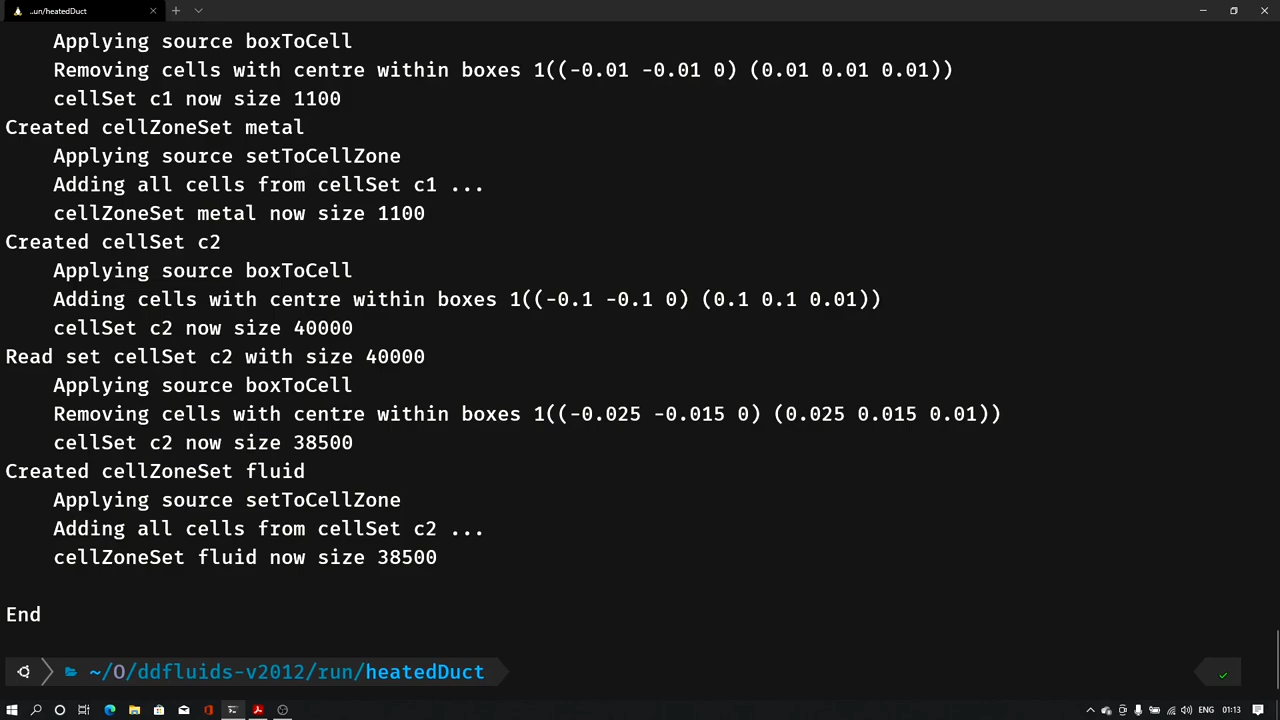 ..un/heatedDuct
Applying source boxToCell
Removing cells with centre within boxes 1((-0.01 -0.01 0) (0.01 0.01 0.01))
cellSet c1 now size 1100
Created cellZoneSet metal
Applying source setToCellZone
Adding all cells from cellSet c1 ...
cellZoneSet metal now size 1100
Created cellSet c2
Applying source boxToCell
Adding cells with centre within boxes 1((-0.1 -0.1 0) (0.1 0.1 0.01))
cellSet c2 now size 40000
Read set cellSet c2 with size 40000
Applying source boxToCell
Removing cells with centre within boxes 1((-0.025 -0.015 0) (0.025 0.015 0.01))
cellSet c2 now size 38500
Created cellZoneSet fluid
Applying source setToCellZone
Adding all cells from cellSet c2 ...
cellZoneSet fluid now size 38500
End
~/O/ddfluids-v2012/run/heatedDuct
ENG 01:13